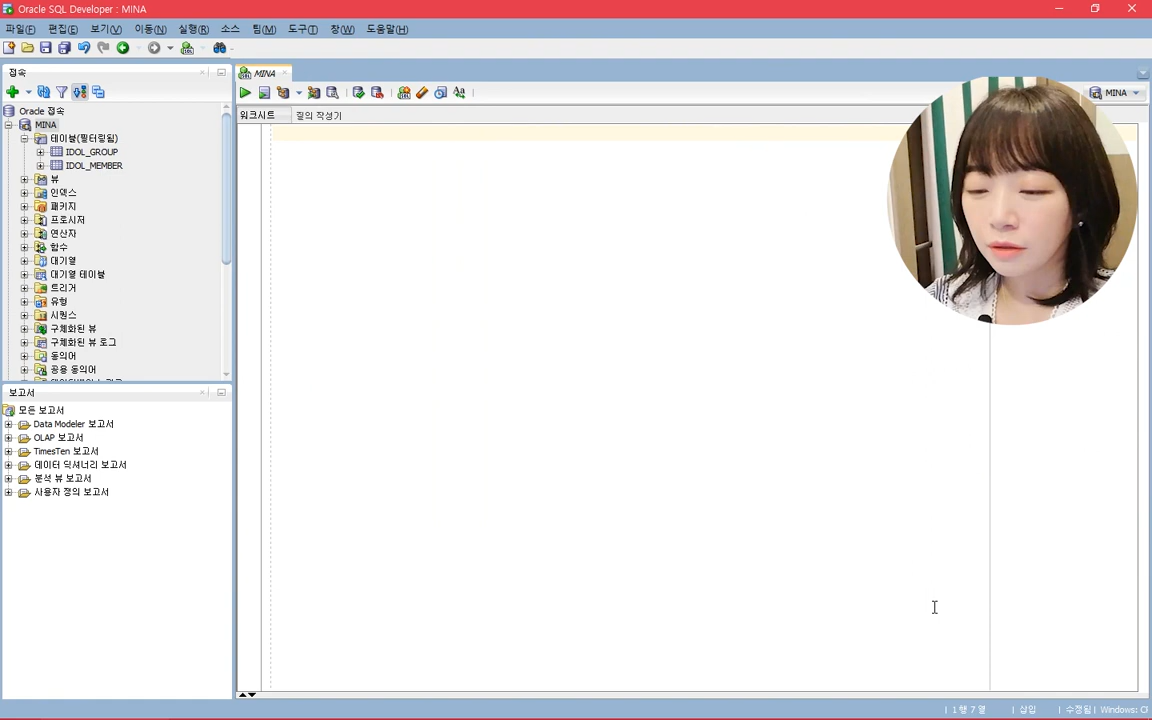 Oracle SQL Developer : MINA
파일(F) 편집(E) 보기(V) 이동(N) 실행(R) 소스 팀(M) 도구(T) 창(W) 도움말(H)
접속
Oracle 접속
MINA
테이블(필터링됨)
IDOL_GROUP
IDOL_MEMBER
뷰
인덱스
패키지
프로시저
연산자
함수
대기열
대기열 테이블
트리거
유형
시퀀스
구체화된 뷰
구체화된 뷰 로그
동의어
공용 동의어
보고서
모든 보고서
Data Modeler 보고서
OLAP 보고서
TimesTen 보고서
데이터 딕셔너리 보고서
분석 뷰 보고서
사용자 정의 보고서
MINA
MINA
워크시트 질의 작성기
1 행 7 열 삽입 수정됨 Windows: CR